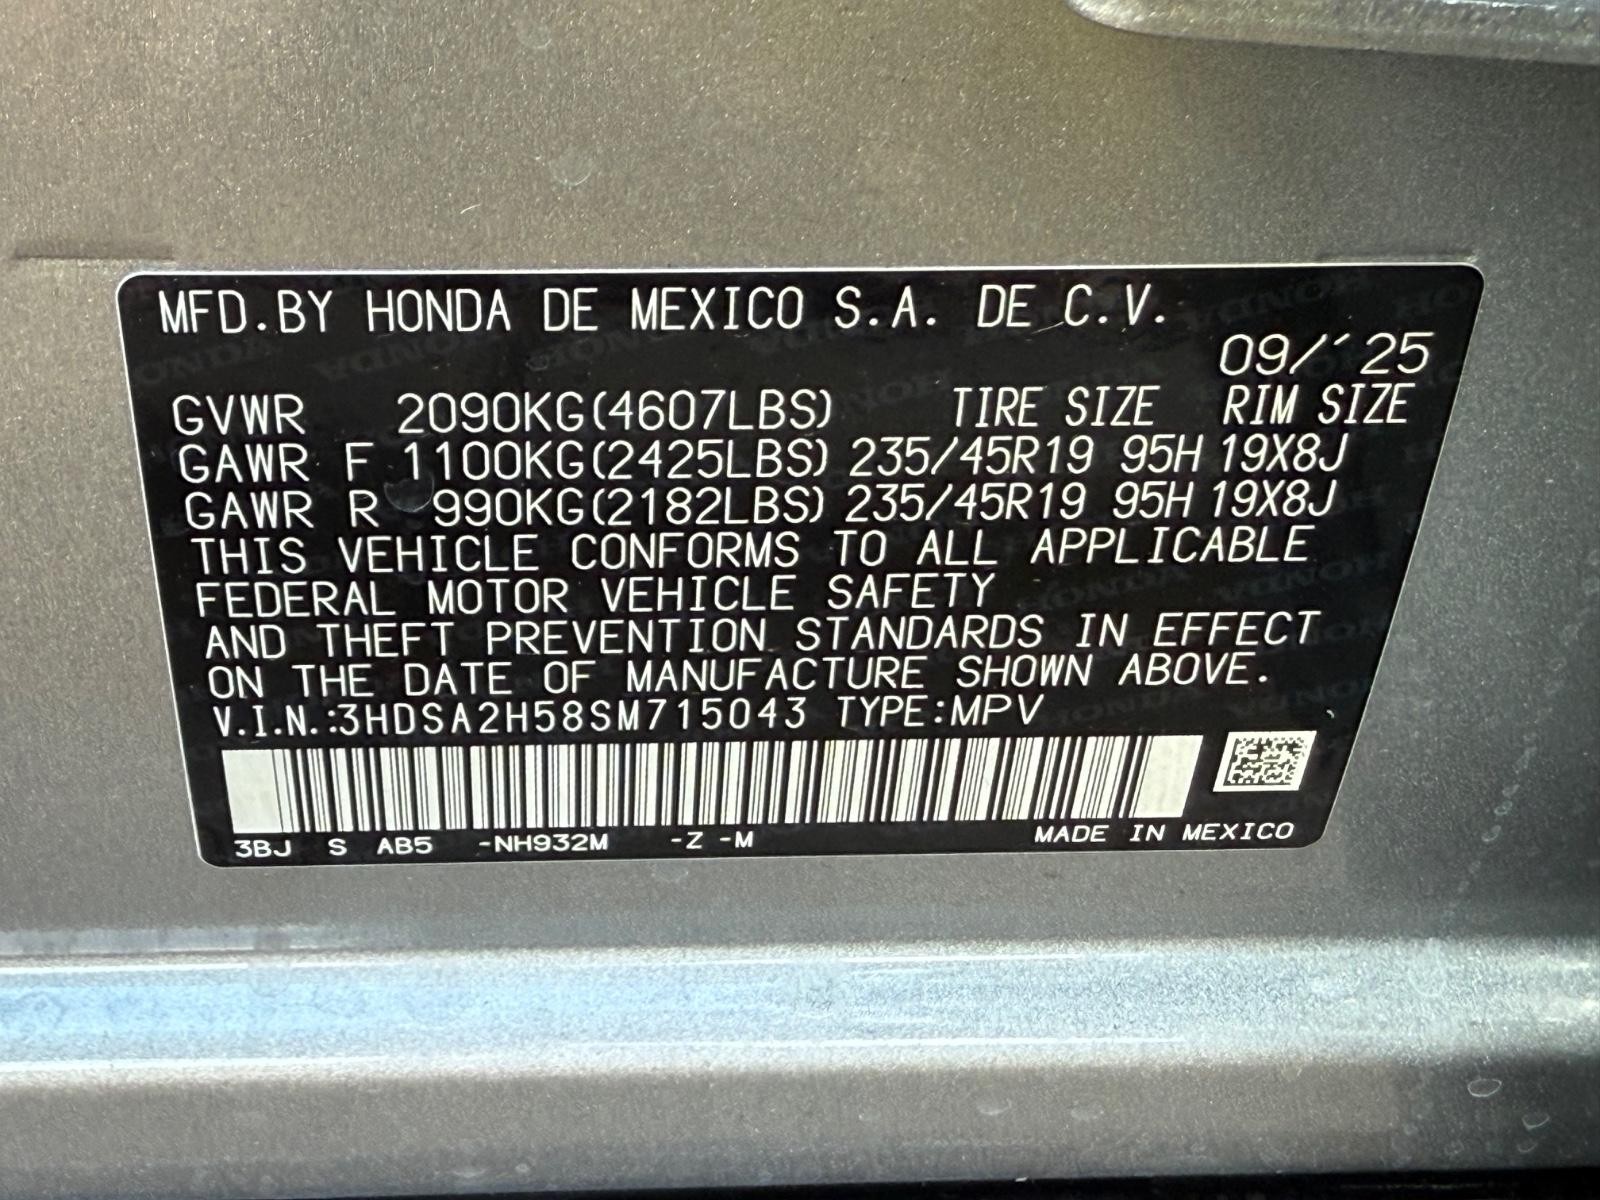 MFD.BY HONDA DE MEXICO S.A. DE C.V.
09/´25
GVWR 2090KG(4607LBS) TIRE SIZE RIM SIZE
GAWR F 1100KG(2425LBS) 235/45R19 95H 19X8J
GAWR R 990KG(2182LBS) 235/45R19 95H 19X8J
THIS VEHICLE CONFORMS TO ALL APPLICABLE
FEDERAL MOTOR VEHICLE SAFETY
AND THEFT PREVENTION STANDARDS IN EFFECT
ON THE DATE OF MANUFACTURE SHOWN ABOVE.
V.I.N.:3HDSA2H58SM715043 TYPE:MPV
3BJ S AB5 -NH932M -Z -M MADE IN MEXICO